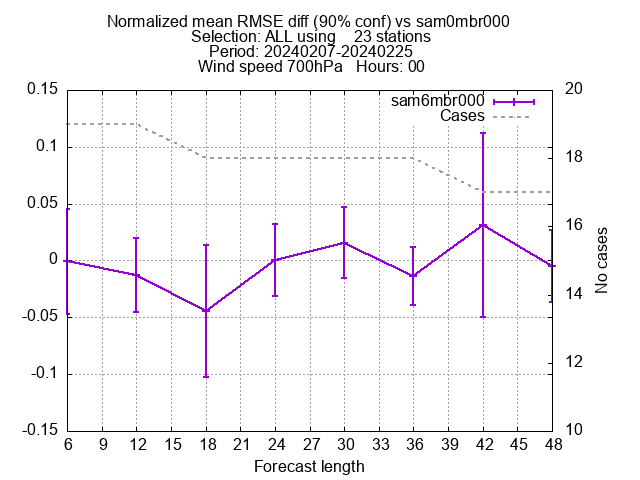 Normalized mean RMSE diff (90% conf) vs sam0mbr000
Selection: ALL using    23 stations
Period: 20240207-20240225
Wind speed 700hPa   Hours: 00
sam6mbr000
Cases
0.15
0.1
0.05
0
-0.05
-0.1
-0.15
20
18
16
14
12
10
No cases
6 9 12 15 18 21 24 27 30 33 36 39 42 45 48
Forecast length